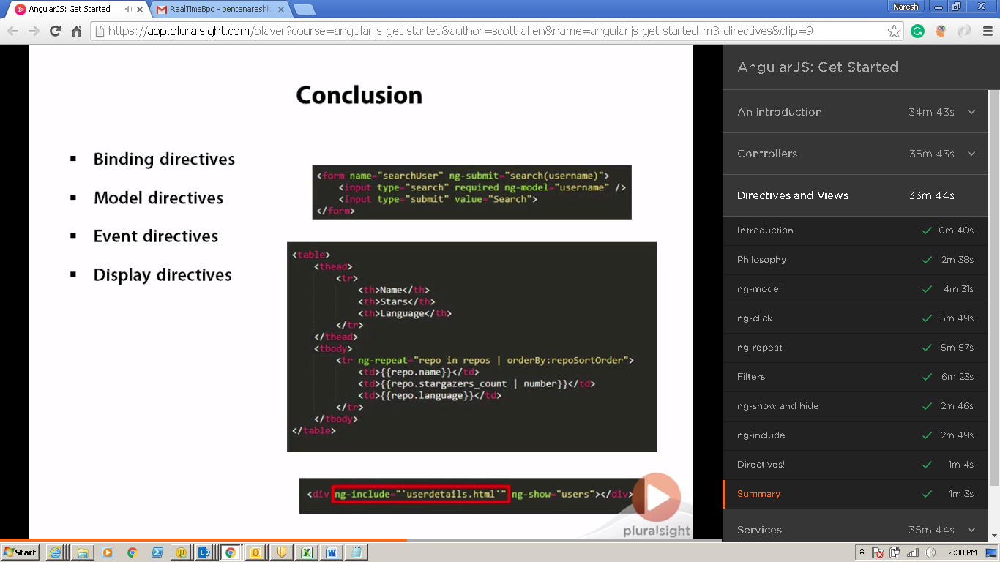 AngularJS: Get Started
RealTimeBpo - pentanareshk
Naresh
https://app.pluralsight.com/player?course=angularjs-get-started&author=scott-allen&name=angularjs-get-started-m3-directives&clip=9
Conclusion
▪ Binding directives
▪ Model directives
▪ Event directives
▪ Display directives
<form name="searchUser" ng-submit="search(username)">
<input type="search" required ng-model="username" />
<input type="submit" value="Search">
</form>
<table>
<thead>
<tr>
<th>Name</th>
<th>Stars</th>
<th>Language</th>
</tr>
</thead>
<tbody>
<tr ng-repeat="repo in repos | orderBy:repoSortOrder">
<td>{{repo.name}}</td>
<td>{{repo.stargazers_count | number}}</td>
<td>{{repo.language}}</td>
</tr>
</tbody>
</table>
<div ng-include="'userdetails.html'" ng-show="users"></div>
pluralsight
AngularJS: Get Started
An Introduction 34m 43s
Controllers 35m 43s
Directives and Views 33m 44s
Introduction 0m 40s
Philosophy 2m 38s
ng-model 4m 31s
ng-click 5m 49s
ng-repeat 5m 57s
Filters 6m 23s
ng-show and hide 2m 46s
ng-include 2m 49s
Directives! 1m 4s
Summary 1m 3s
Services 35m 44s
Start
2:30 PM